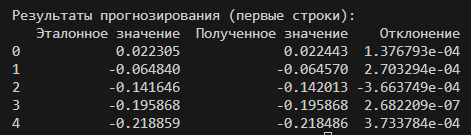 Результаты прогнозирования (первые строки):
Эталонное значение Полученное значение Отклонение
0 0.022305 0.022443 1.376793e-04
1 -0.064840 -0.064570 2.703294e-04
2 -0.141646 -0.142013 -3.663749e-04
3 -0.195868 -0.195868 2.682209e-07
4 -0.218859 -0.218486 3.733784e-04